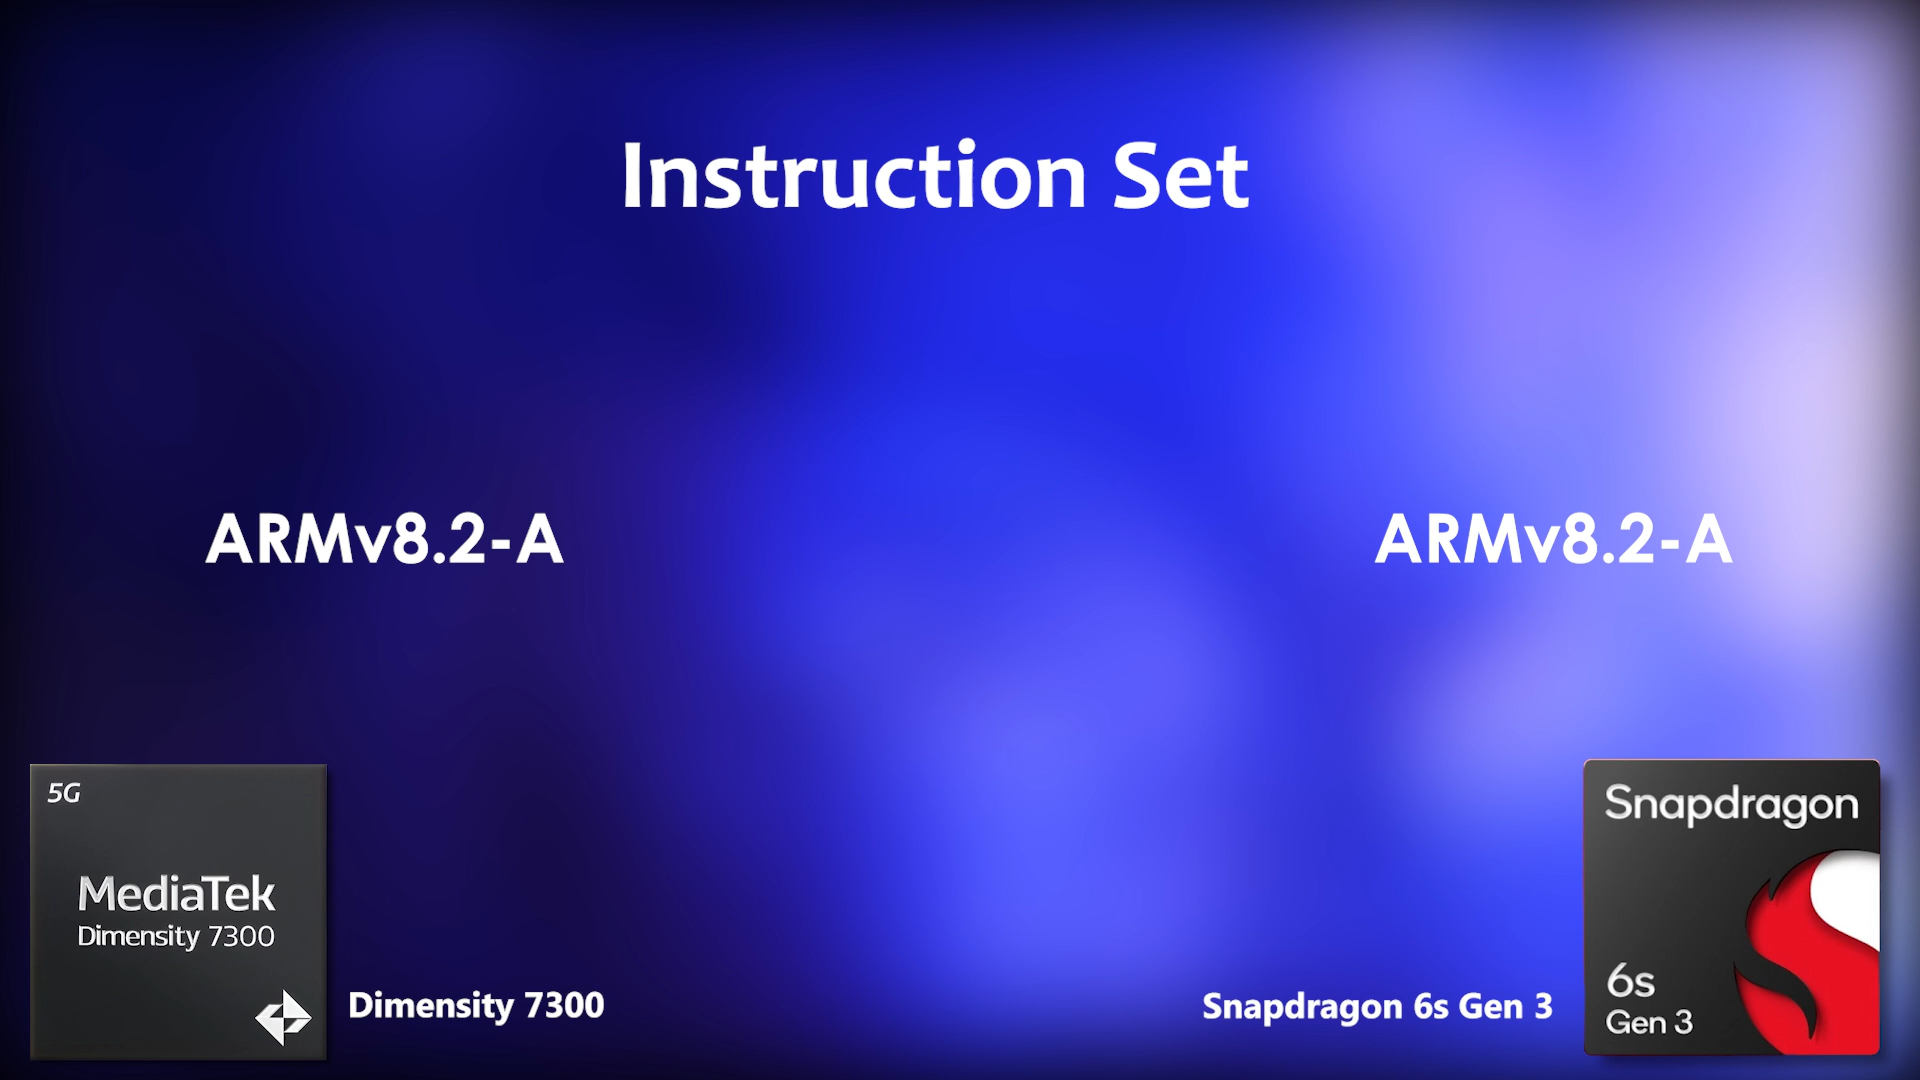 Instruction Set
ARMv8.2-A
ARMv8.2-A
5G
MediaTek
Dimensity 7300
Dimensity 7300
Snapdragon 6s Gen 3
Snapdragon
6s
Gen 3